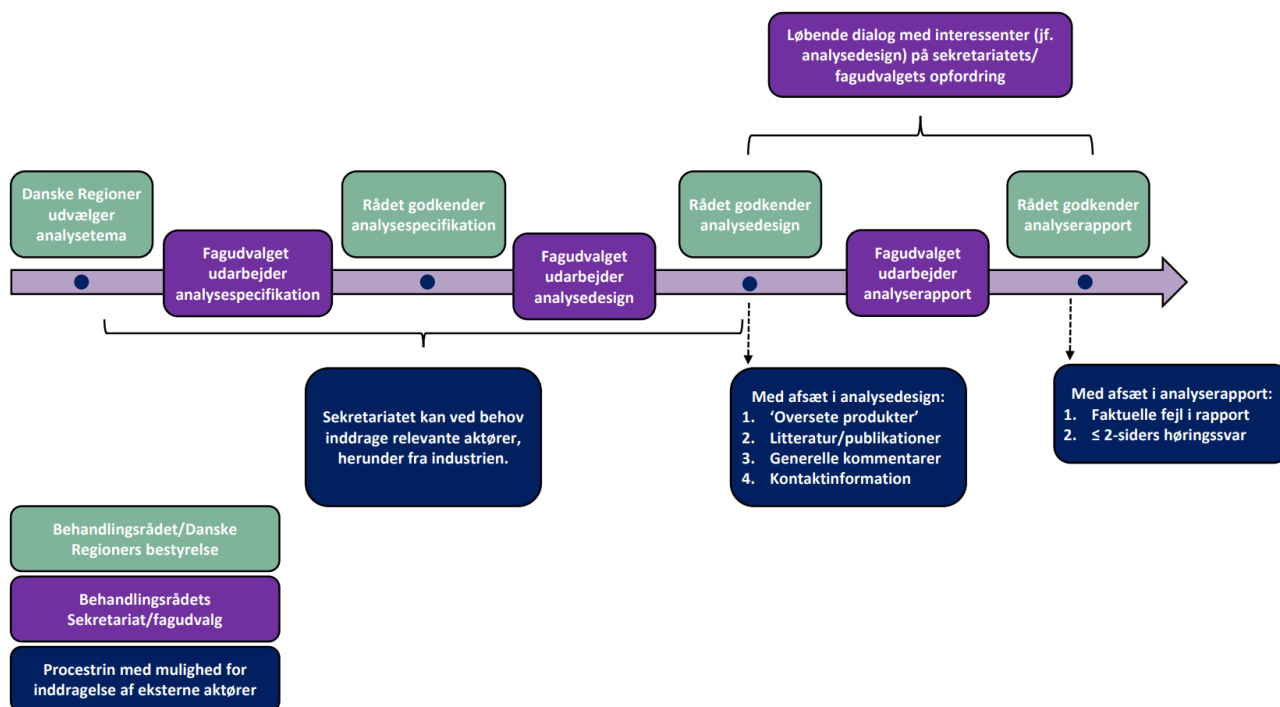 Løbende dialog med interessenter (jf.
analysedesign) på sekretariatets/
fagudvalgets opfordring
Danske Regioner
udvælger
analysetema
Rådet godkender
analysespecifikation
Rådet godkender
analysedesign
Rådet godkender
analyserapport
Fagudvalget
udarbejder
analysespecifikation
Fagudvalget
udarbejder
analysedesign
Fagudvalget
udarbejder
analyserapport
Sekretariatet kan ved behov
inddrage relevante aktører,
herunder fra industrien.
Med afsæt i analysedesign:
1. ‘Oversete produkter’
2. Litteratur/publikationer
3. Generelle kommentarer
4. Kontaktinformation
Med afsæt i analyserapport:
1. Faktuelle fejl i rapport
2. ≤ 2-siders høringssvar
Behandlingsrådet/Danske
Regioners bestyrelse
Behandlingsrådets
Sekretariat/fagudvalg
Procestrin med mulighed for
inddragelse af eksterne aktører